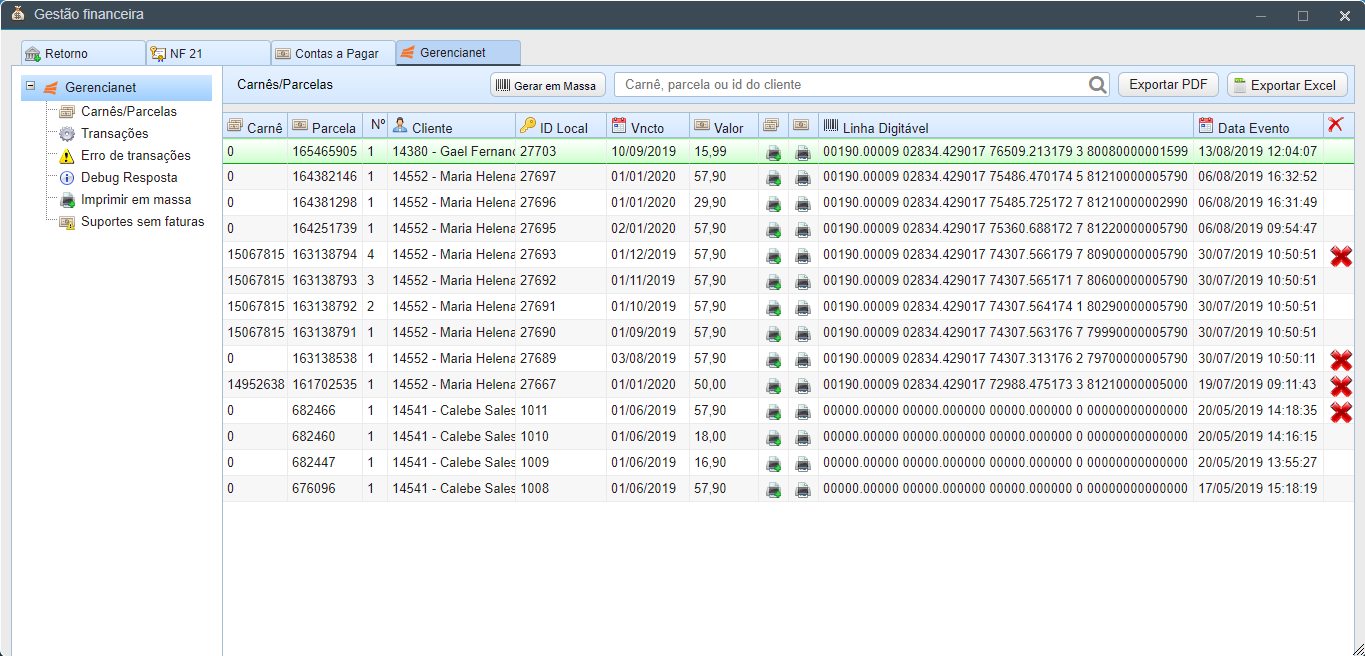 Gestão financeira
Retorno NF 21 Contas a Pagar Gerencianet
Gerencianet
Carnês/Parcelas
Transações
Erro de transações
Debug Resposta
Imprimir em massa
Suportes sem faturas
Carnês/Parcelas Gerar em Massa Carnê, parcela ou id do cliente Exportar PDF Exportar Excel
Carnê Parcela Nº Cliente ID Local Vncto Valor Linha Digitável Data Evento
0 165465905 1 14380 - Gael Fernanc 27703 10/09/2019 15,99 00190.00009 02834.429017 76509.213179 3 80080000001599 13/08/2019 12:04:07
0 164382146 1 14552 - Maria Helena 27697 01/01/2020 57,90 00190.00009 02834.429017 75486.470174 5 81210000005790 06/08/2019 16:32:52
0 164381298 1 14552 - Maria Helena 27696 01/01/2020 29,90 00190.00009 02834.429017 75485.725172 7 81210000002990 06/08/2019 16:31:49
0 164251739 1 14552 - Maria Helena 27695 02/01/2020 57,90 00190.00009 02834.429017 75360.688172 7 81220000005790 06/08/2019 09:54:47
15067815 163138794 4 14552 - Maria Helena 27693 01/12/2019 57,90 00190.00009 02834.429017 74307.566179 7 80900000005790 30/07/2019 10:50:51
15067815 163138793 3 14552 - Maria Helena 27692 01/11/2019 57,90 00190.00009 02834.429017 74307.565171 7 80600000005790 30/07/2019 10:50:51
15067815 163138792 2 14552 - Maria Helena 27691 01/10/2019 57,90 00190.00009 02834.429017 74307.564174 1 80290000005790 30/07/2019 10:50:51
15067815 163138791 1 14552 - Maria Helena 27690 01/09/2019 57,90 00190.00009 02834.429017 74307.563176 7 79990000005790 30/07/2019 10:50:51
0 163138538 1 14552 - Maria Helena 27689 03/08/2019 57,90 00190.00009 02834.429017 74307.313176 2 79700000005790 30/07/2019 10:50:11
14952638 161702535 1 14552 - Maria Helena 27667 01/01/2020 50,00 00190.00009 02834.429017 72988.475173 3 81210000005000 19/07/2019 09:11:43
0 682466 1 14541 - Calebe Sales 1011 01/06/2019 57,90 00000.00000 00000.000000 00000.000000 0 00000000000000 20/05/2019 14:18:35
0 682460 1 14541 - Calebe Sales 1010 01/06/2019 18,00 00000.00000 00000.000000 00000.000000 0 00000000000000 20/05/2019 14:16:15
0 682447 1 14541 - Calebe Sales 1009 01/06/2019 16,90 00000.00000 00000.000000 00000.000000 0 00000000000000 20/05/2019 13:55:27
0 676096 1 14541 - Calebe Sales 1008 01/06/2019 57,90 00000.00000 00000.000000 00000.000000 0 00000000000000 17/05/2019 15:18:19